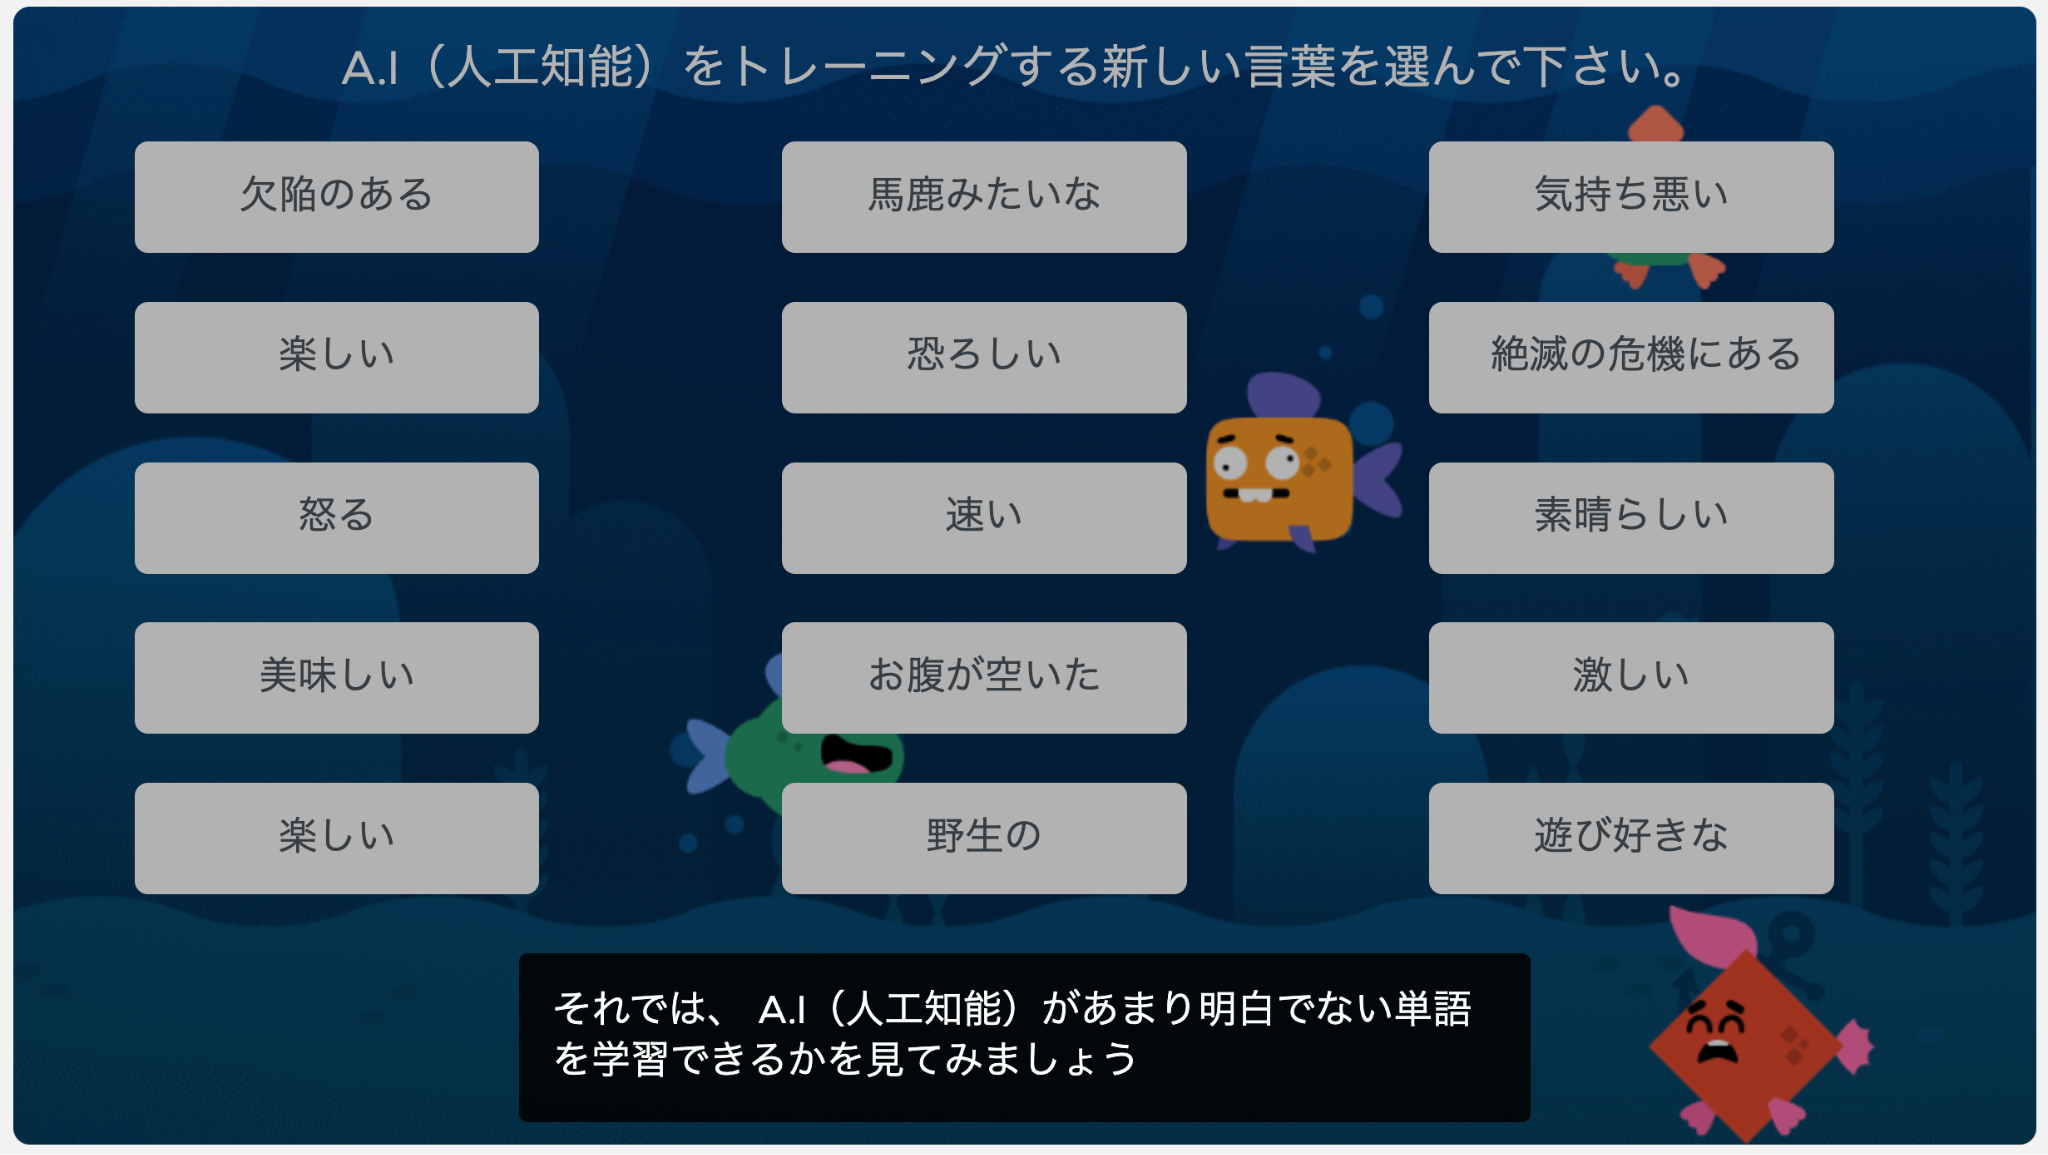 A.I（人工知能）をトレーニングする新しい言葉を選んで下さい。
欠陥のある
馬鹿みたいな
気持ち悪い
楽しい
恐ろしい
絶滅の危機にある
怒る
速い
素晴らしい
美味しい
お腹が空いた
激しい
楽しい
野生の
遊び好きな
それでは、 A.I（人工知能）があまり明白でない単語
を学習できるかを見てみましょう